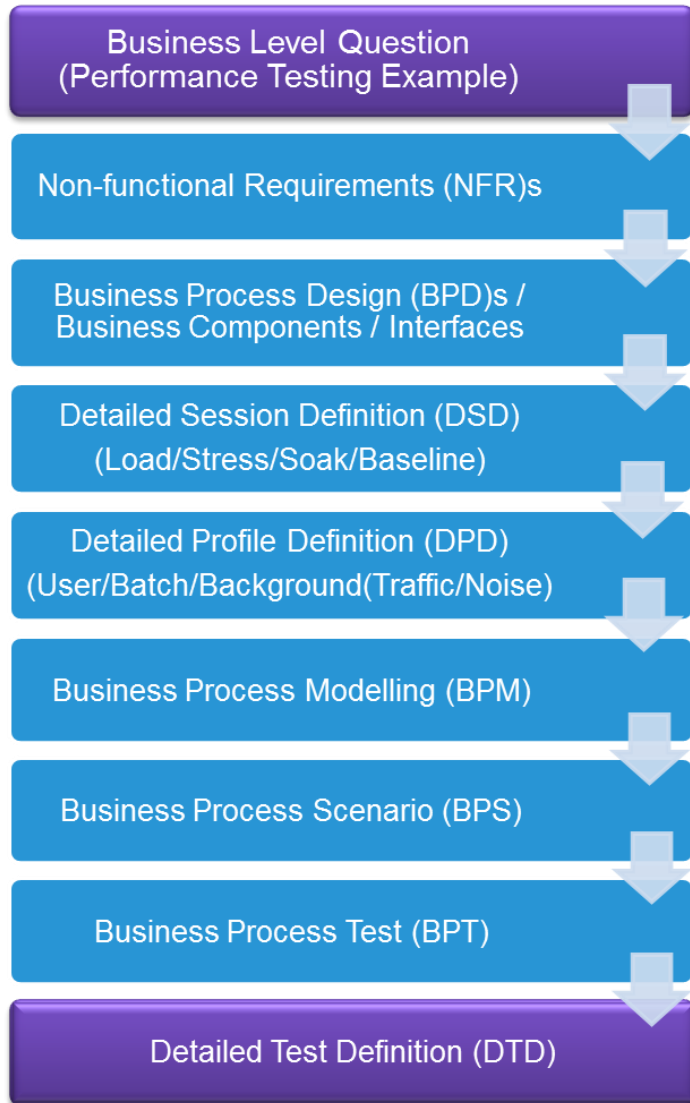 Business Level Question
(Performance Testing Example)
Non-functional Requirements (NFR)s
Business Process Design (BPD)s /
Business Components / Interfaces
Detailed Session Definition (DSD)
(Load/Stress/Soak/Baseline)
Detailed Profile Definition (DPD)
(User/Batch/Background(Traffic/Noise)
Business Process Modelling (BPM)
Business Process Scenario (BPS)
Business Process Test (BPT)
Detailed Test Definition (DTD)